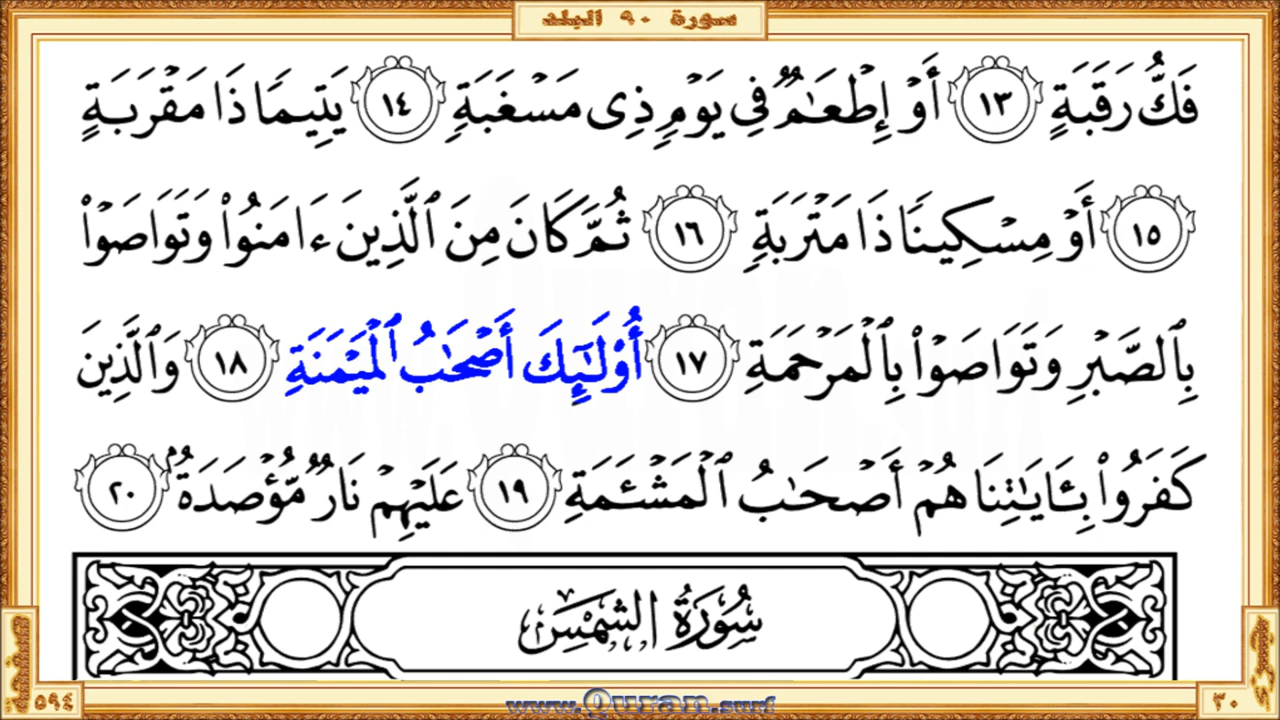 سورة ٩٠ البلد
فَكُّ رَقَبَةٍ ١٣ أَوْ إِطْعَٰمٌ فِى يَوْمٍ ذِى مَسْغَبَةٍ ١٤ يَتِيمًا ذَا مَقْرَبَةٍ
١٥ أَوْ مِسْكِينًا ذَا مَتْرَبَةٍ ١٦ ثُمَّ كَانَ مِنَ ٱلَّذِينَ ءَامَنُوا۟ وَتَوَاصَوْا۟
بِٱلصَّبْرِ وَتَوَاصَوْا۟ بِٱلْمَرْحَمَةِ ١٧ أُو۟لَٰٓئِكَ أَصْحَٰبُ ٱلْمَيْمَنَةِ ١٨ وَٱلَّذِينَ
كَفَرُوا۟ بِـَٔايَٰتِنَا هُمْ أَصْحَٰبُ ٱلْمَشْـَٔمَةِ ١٩ عَلَيْهِمْ نَارٌ مُّؤْصَدَةٌۢ ٢٠
سُورَةُ الشَّمْسِ
صفحة
٥٩٤
www.Quran.surf
٣٠